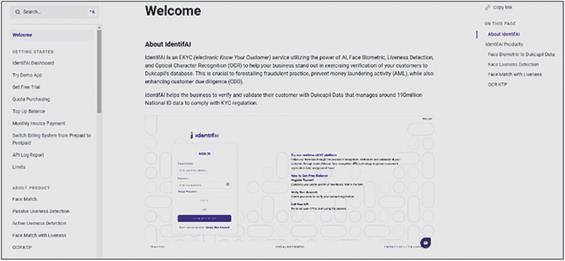 Search...
K
Welcome
GETTING STARTED
IdentifAI Dashboard
Try Demo App
Get Free Trial
Quota Purchasing
Top Up Balance
Monthly Invoice Payment
Switch Billing System from Prepaid to
Postpaid
API Log Report
Limits
ABOUT PRODUCT
Face Match
Passive Liveness Detection
Active Liveness Detection
Face Match with Liveness
OCR KTP
Welcome
About IdentifAI
IdentifAI is an EKYC (electronic Know Your Customer) service utilizing the power of AI, Face Biometric, Liveness Detection,
and Optical Character Recognition (OCR) to help your business stand out in exercising verification of your customers to
Dukcapil's database. This is crucial to forestalling fraudulent practice, prevent money laundering activity (AML), while also
enhancing customer due diligence (CDD).
IdentifAI helps the business to verify and validate their customer with Dukcapil Data that manages around 190million
National ID data to comply with KYC regulation.
identifai
SIGN IN
Copy link
ON THIS PAGE
About IdentifAI
IdentifAI Products
Face Biometric to Dukcapil Data
Face Liveness Detection
Face Match with Liveness
OCR KTP